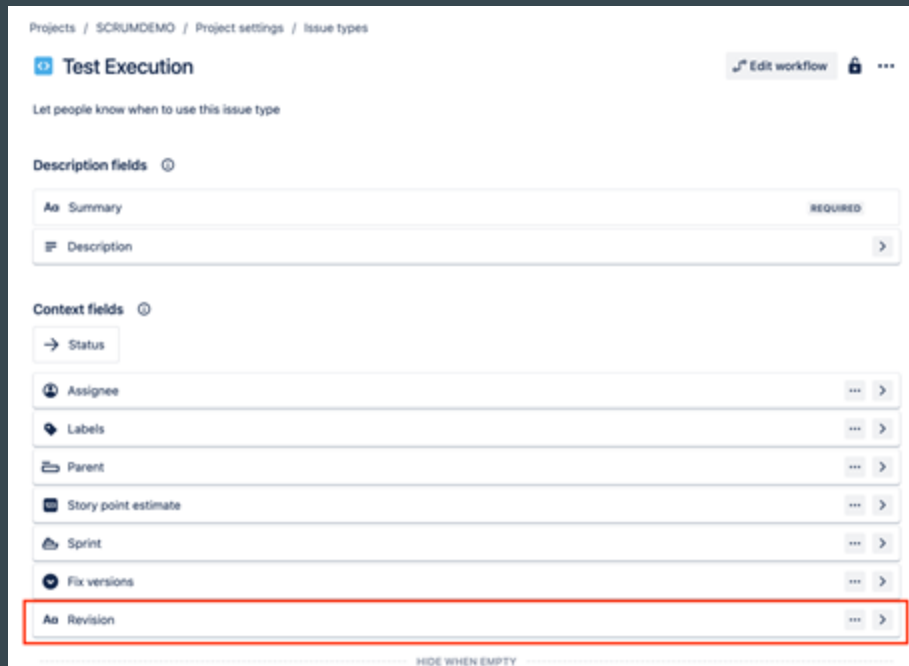 Projects / SCRUMDEMO / Project settings / Issue types
Test Execution
Edit workflow
Let people know when to use this issue type
Description fields
Aa Summary REQUIRED
Description
Context fields
Status
Assignee
Labels
Parent
Story point estimate
Sprint
Fix versions
Aa Revision
HIDE WHEN EMPTY